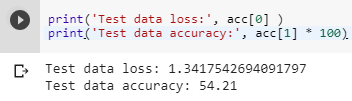 print('Test data loss:', acc[0] )
print('Test data accuracy:', acc[1] * 100)
Test data loss: 1.3417542694091797
Test data accuracy: 54.21